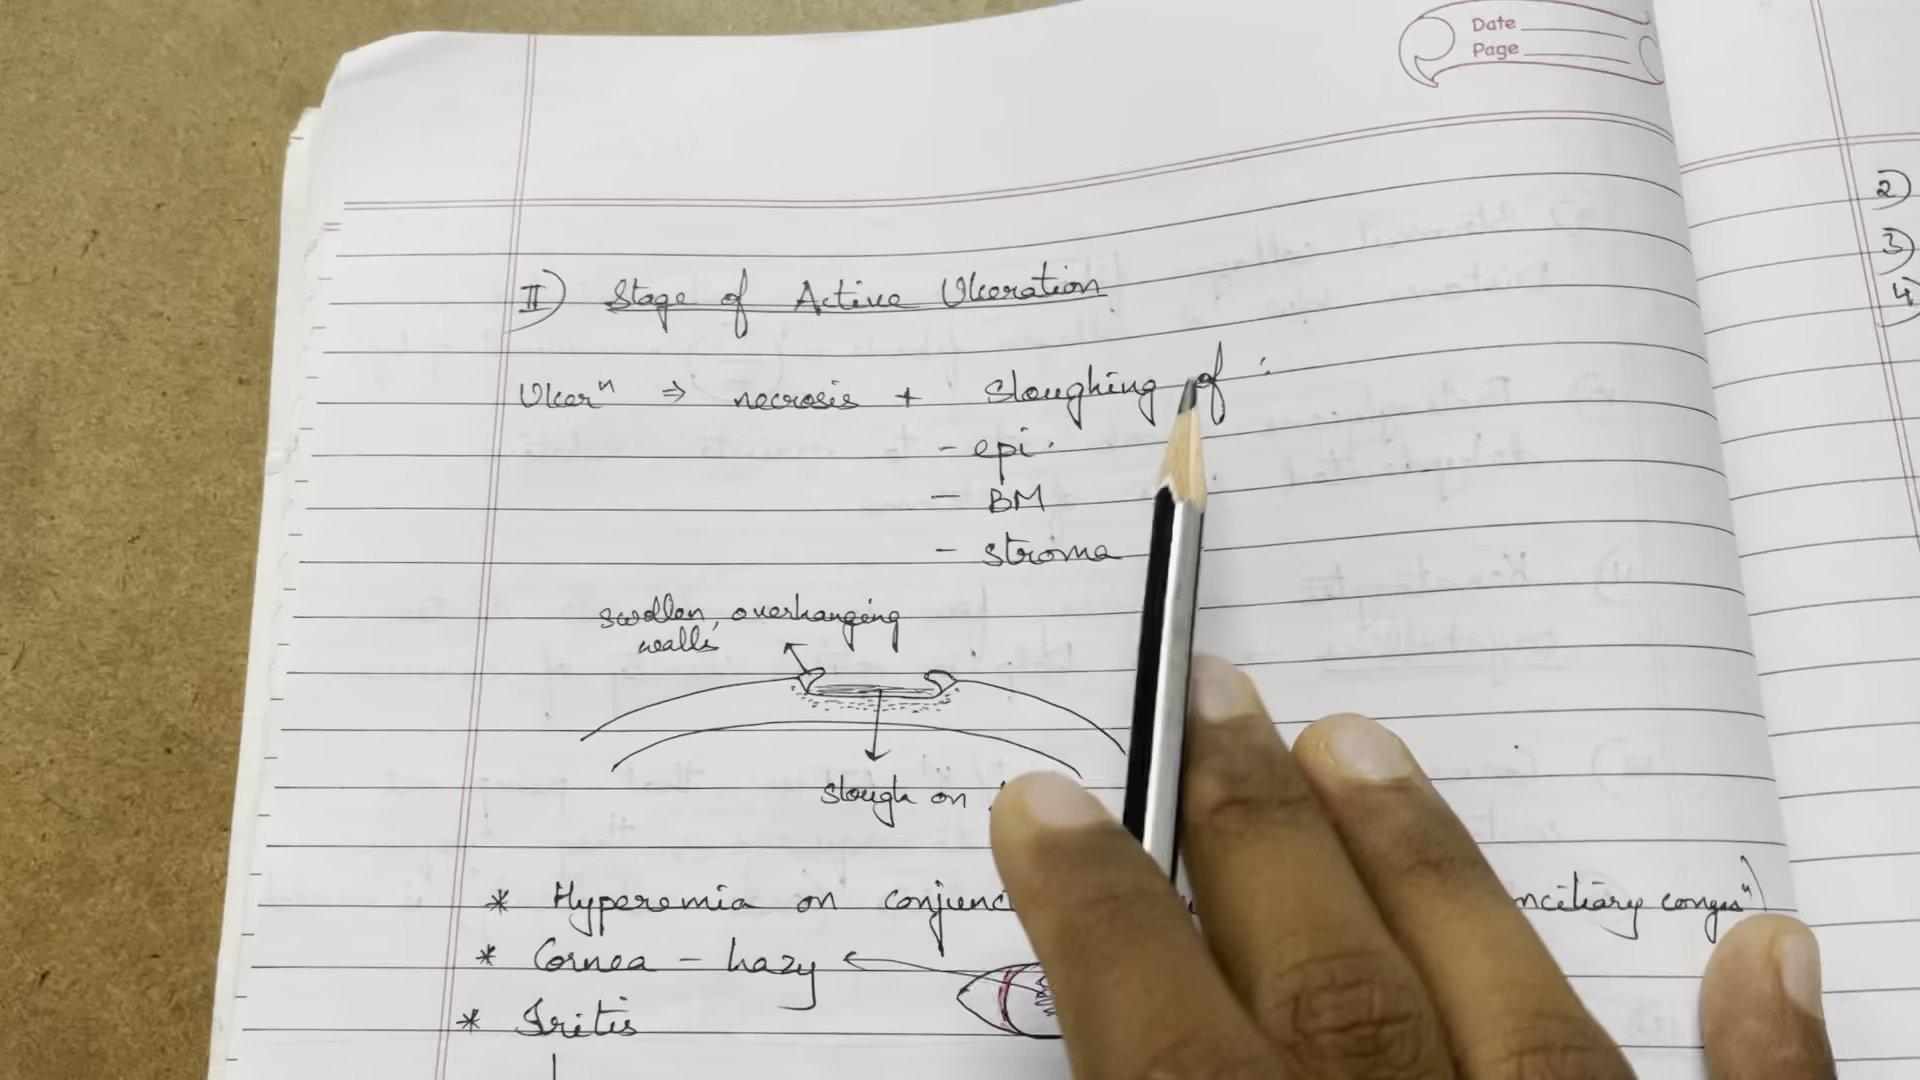 Date
Page
2)
3)
4)
II) Stage of Active Ulceration
Ulcerⁿ ⇒ necrosis + Sloughing of :
- epi.
- BM
- stroma
swollen, overhanging
walls
slough on
* Hyperemia on conjunc
nciliary congesⁿ)
* Cornea - hazy
* Iritis